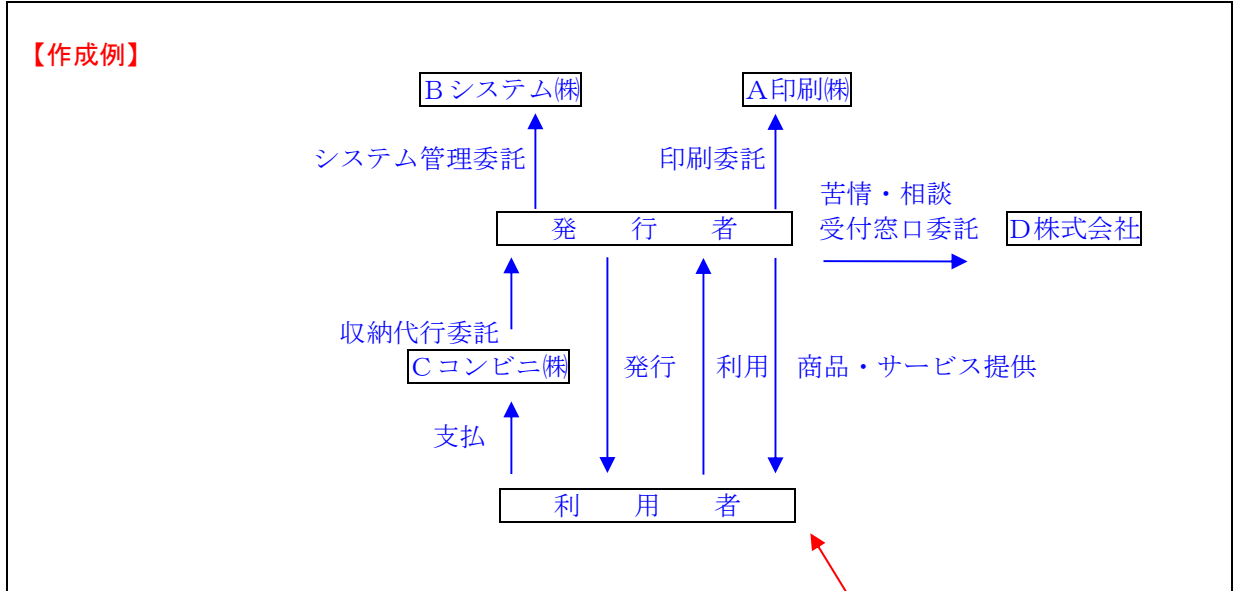 【作成例】
Ｂシステム㈱
Ａ印刷㈱
システム管理委託
印刷委託
苦情・相談
受付窓口委託
Ｄ株式会社
発　行　者
収納代行委託
Ｃコンビニ㈱
発行
利用
商品・サービス提供
支払
利　用　者